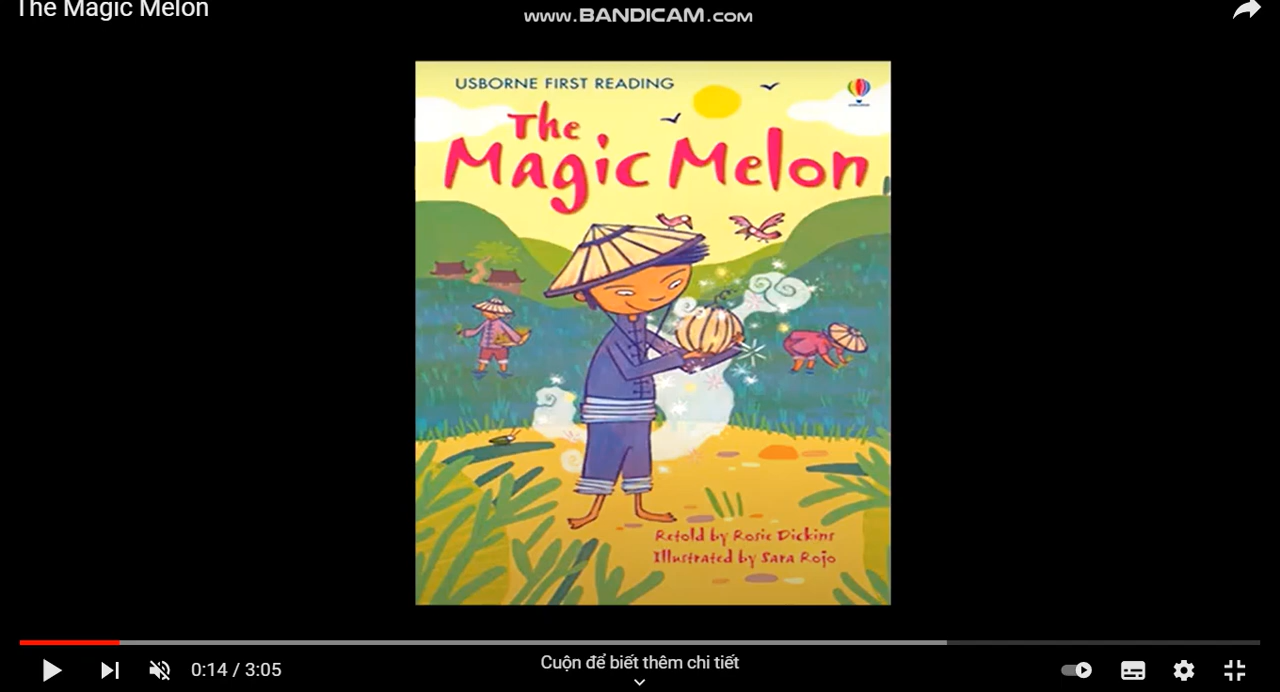 The Magic Melon
www.BANDICAM.com
USBORNE FIRST READING
The
Magic Melon
Retold by Rosie Dickins
Illustrated by Sara Rojo
0:14 / 3:05
Cuộn để biết thêm chi tiết